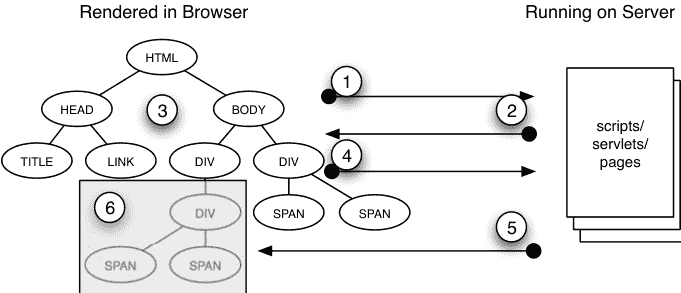 Rendered in Browser
Running on Server
HTML
1
HEAD
3
BODY
2
scripts/
servlets/
pages
TITLE
LINK
DIV
DIV
4
6
DIV
SPAN
SPAN
5
SPAN
SPAN